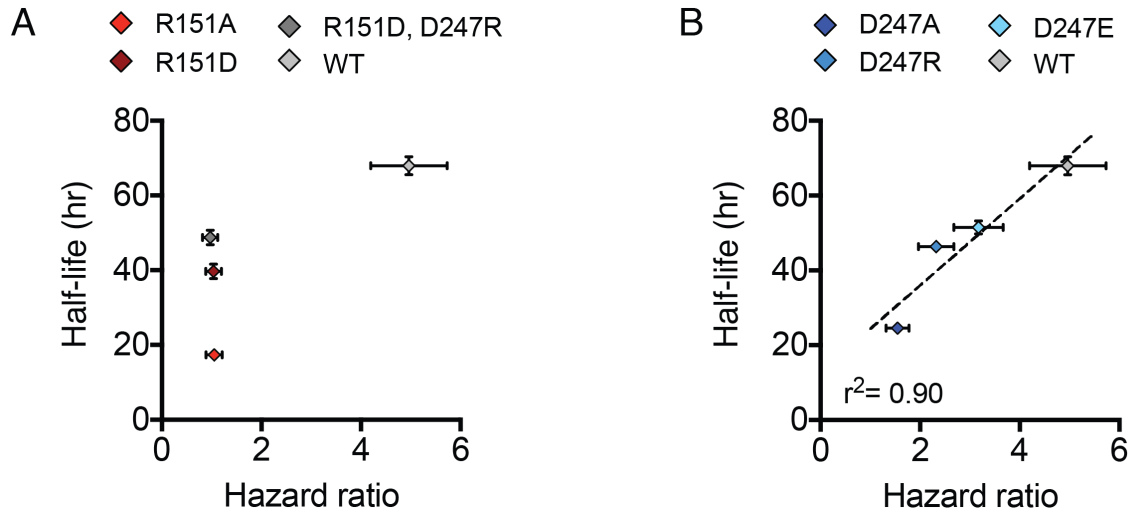 A
R151A
R151D, D247R
R151D
WT
80
60
40
20
0
Half-life (hr)
0 2 4 6
Hazard ratio
B
D247A
D247E
D247R
WT
80
60
40
20
0
Half-life (hr)
r²= 0.90
0 2 4 6
Hazard ratio